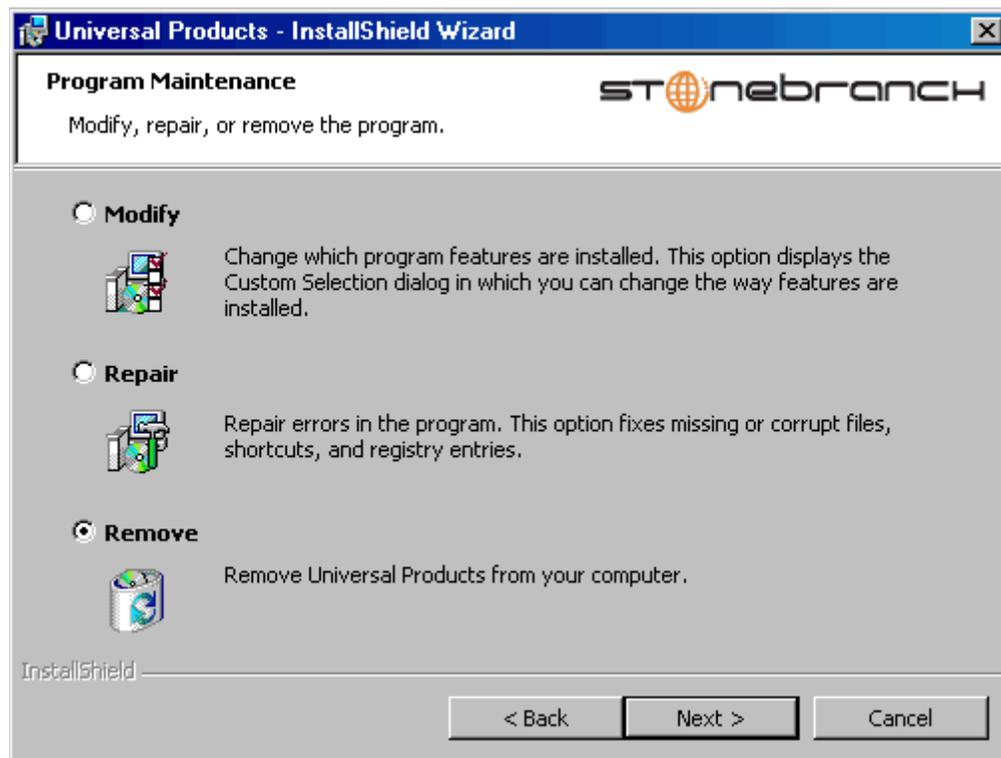 Universal Products - InstallShield Wizard
Program Maintenance
Modify, repair, or remove the program.
STONEBRANCH
Modify
Change which program features are installed. This option displays the
Custom Selection dialog in which you can change the way features are
installed.
Repair
Repair errors in the program. This option fixes missing or corrupt files,
shortcuts, and registry entries.
Remove
Remove Universal Products from your computer.
InstallShield
< Back
Next >
Cancel